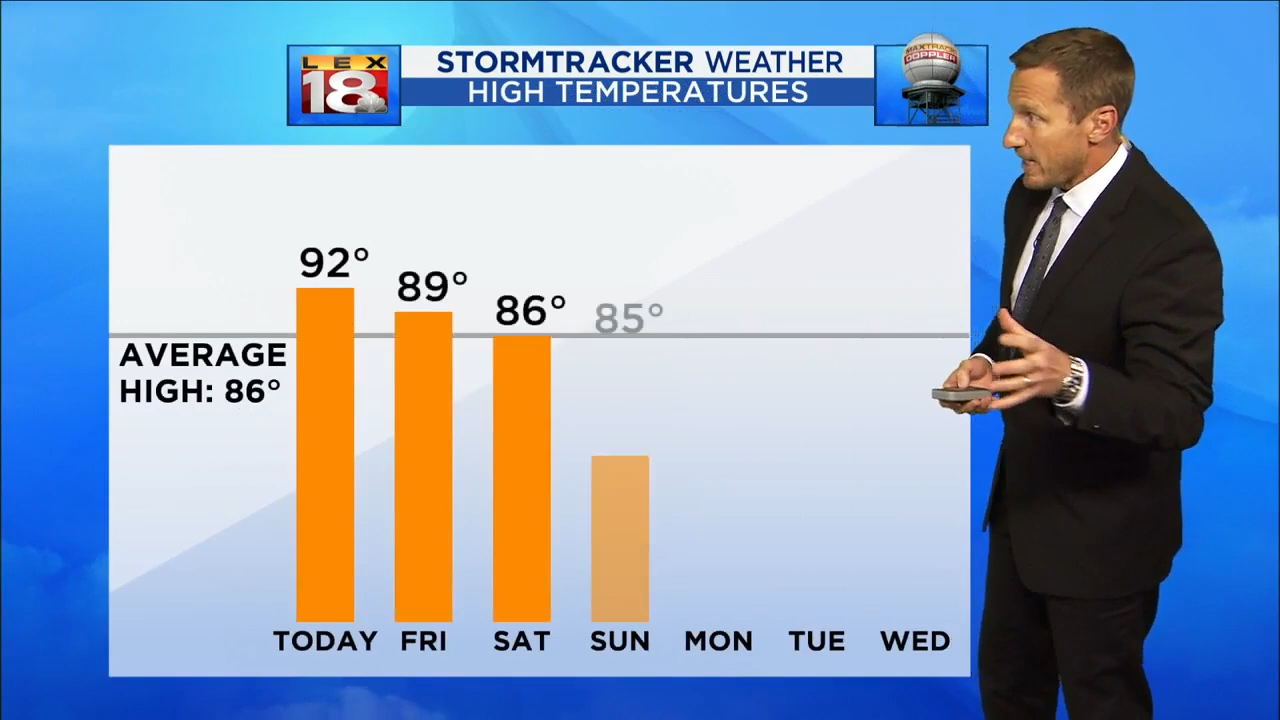 LEX
18
STORMTRACKER WEATHER
HIGH TEMPERATURES
MAXTRACK
DOPPLER
92°
89°
86°
85°
AVERAGE
HIGH: 86°
TODAY FRI SAT SUN MON TUE WED